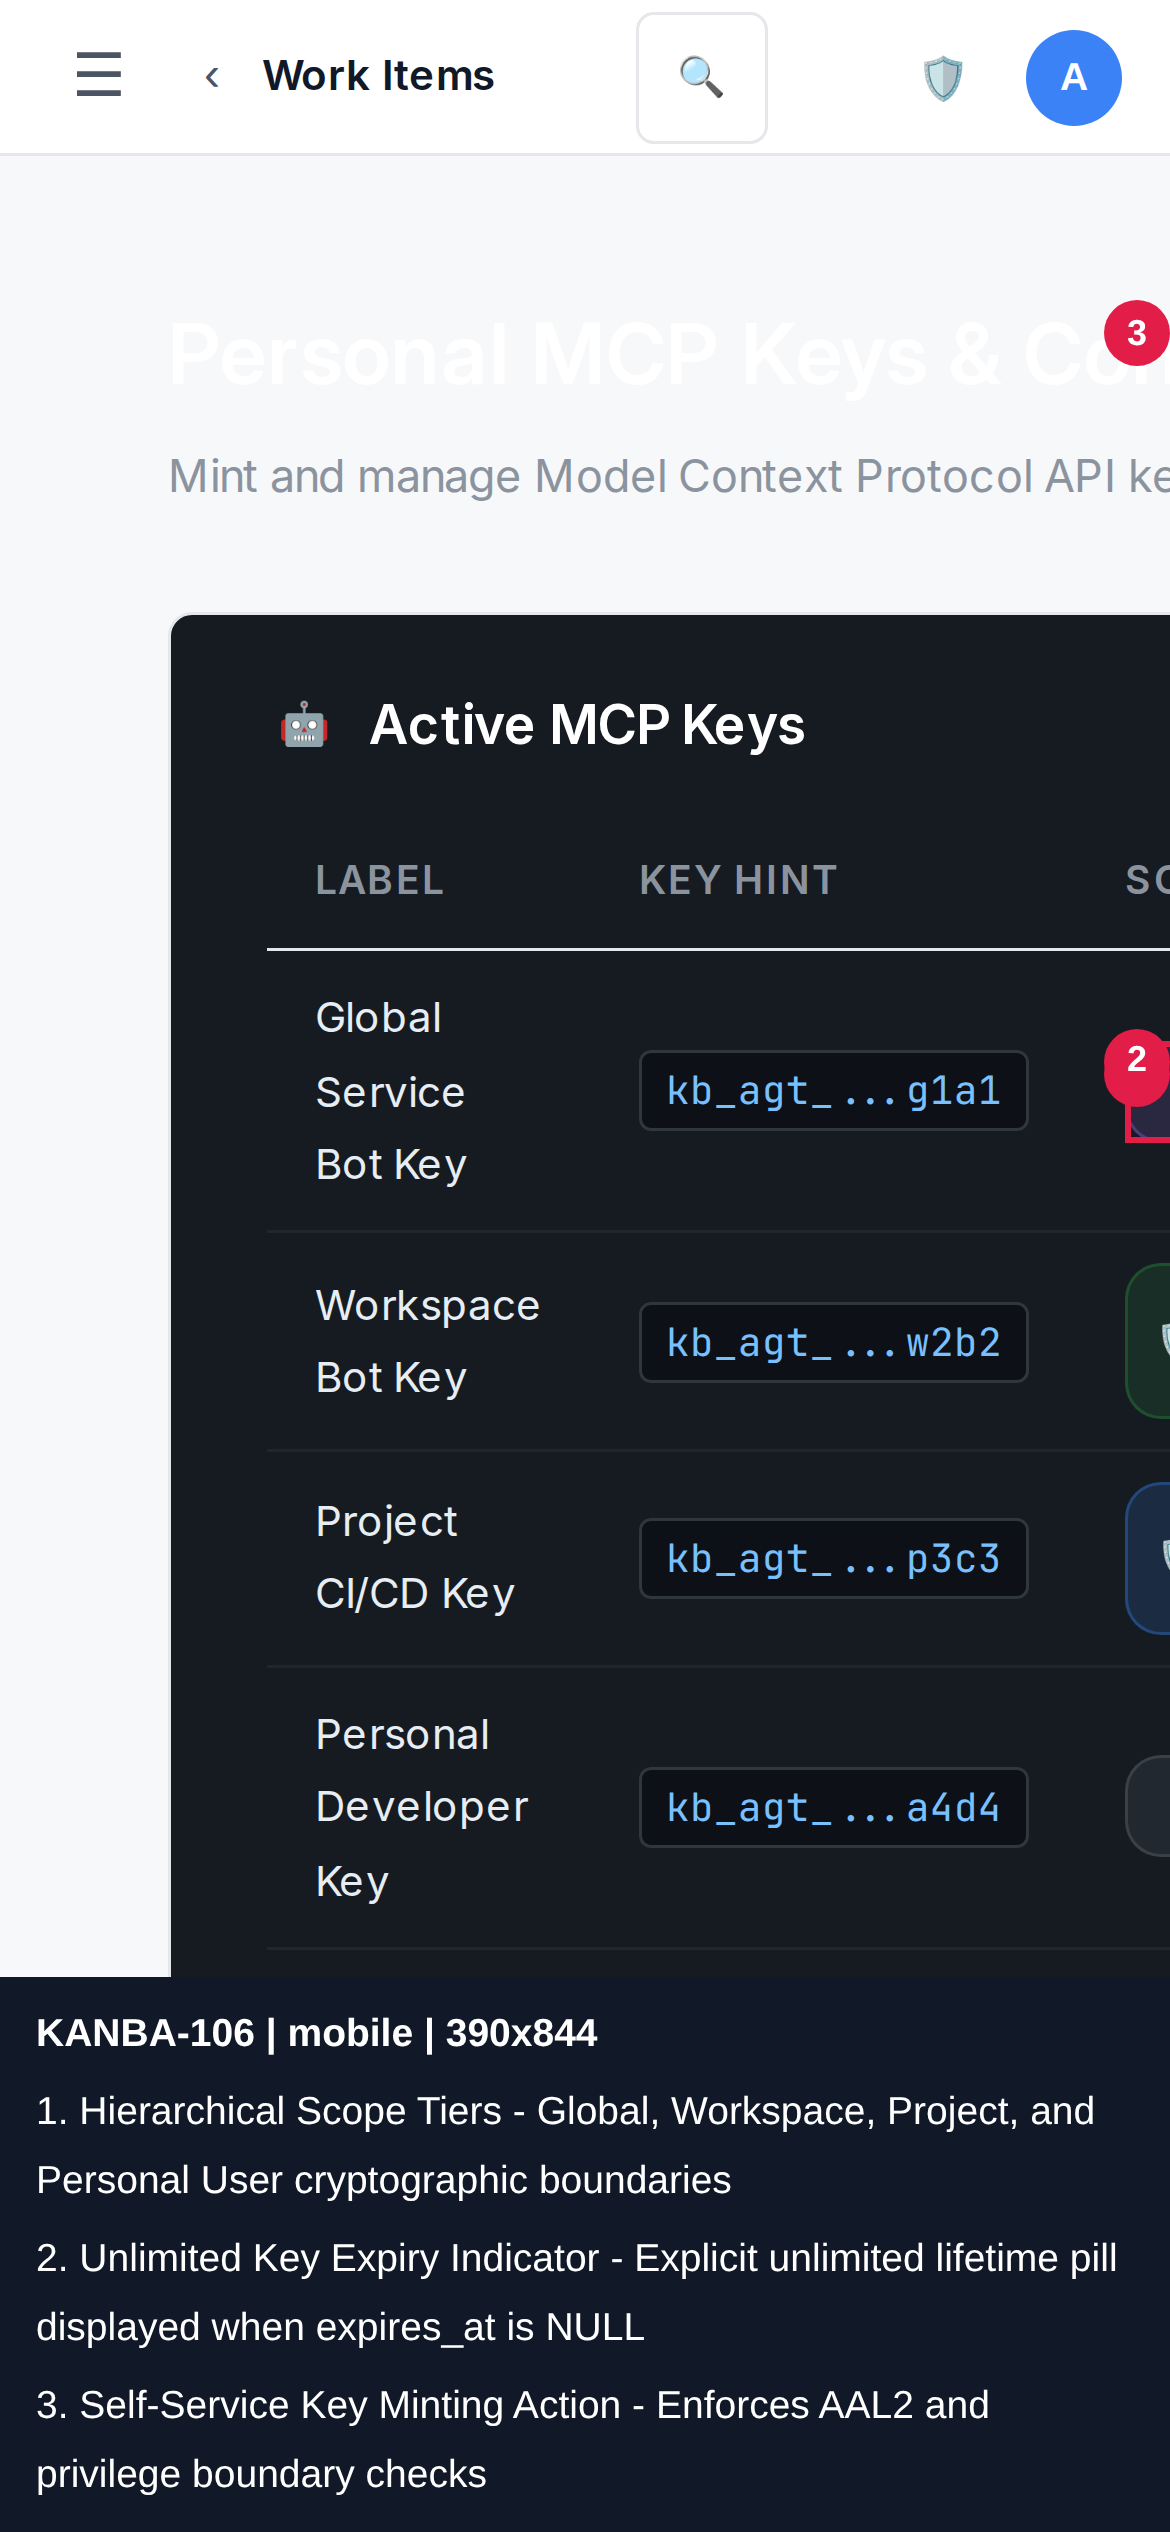 ☰ ‹ Work Items A
Personal MCP Keys & Con
3
Mint and manage Model Context Protocol API ke
Active MCP Keys
LABEL KEY HINT SC
Global
Service
Bot Key
kb_agt_...g1a1
2
Workspace
Bot Key
kb_agt_...w2b2
Project
CI/CD Key
kb_agt_...p3c3
Personal
Developer
Key
kb_agt_...a4d4
KANBA-106 | mobile | 390x844
1. Hierarchical Scope Tiers - Global, Workspace, Project, and
Personal User cryptographic boundaries
2. Unlimited Key Expiry Indicator - Explicit unlimited lifetime pill
displayed when expires_at is NULL
3. Self-Service Key Minting Action - Enforces AAL2 and
privilege boundary checks